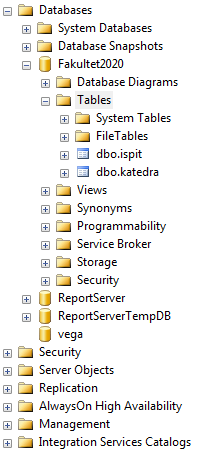 Databases
System Databases
Database Snapshots
Fakultet2020
Database Diagrams
Tables
System Tables
FileTables
dbo.ispit
dbo.katedra
Views
Synonyms
Programmability
Service Broker
Storage
Security
ReportServer
ReportServerTempDB
vega
Security
Server Objects
Replication
AlwaysOn High Availability
Management
Integration Services Catalogs